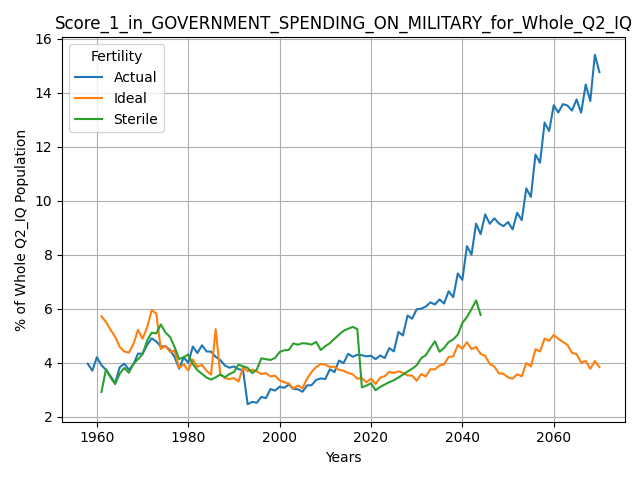 Score_1_in_GOVERNMENT_SPENDING_ON_MILITARY_for_Whole_Q2_IQ
Fertility
Actual
Ideal
Sterile
% of Whole Q2_IQ Population
16
14
12
10
8
6
4
2
1960
1980
2000
2020
2040
2060
Years